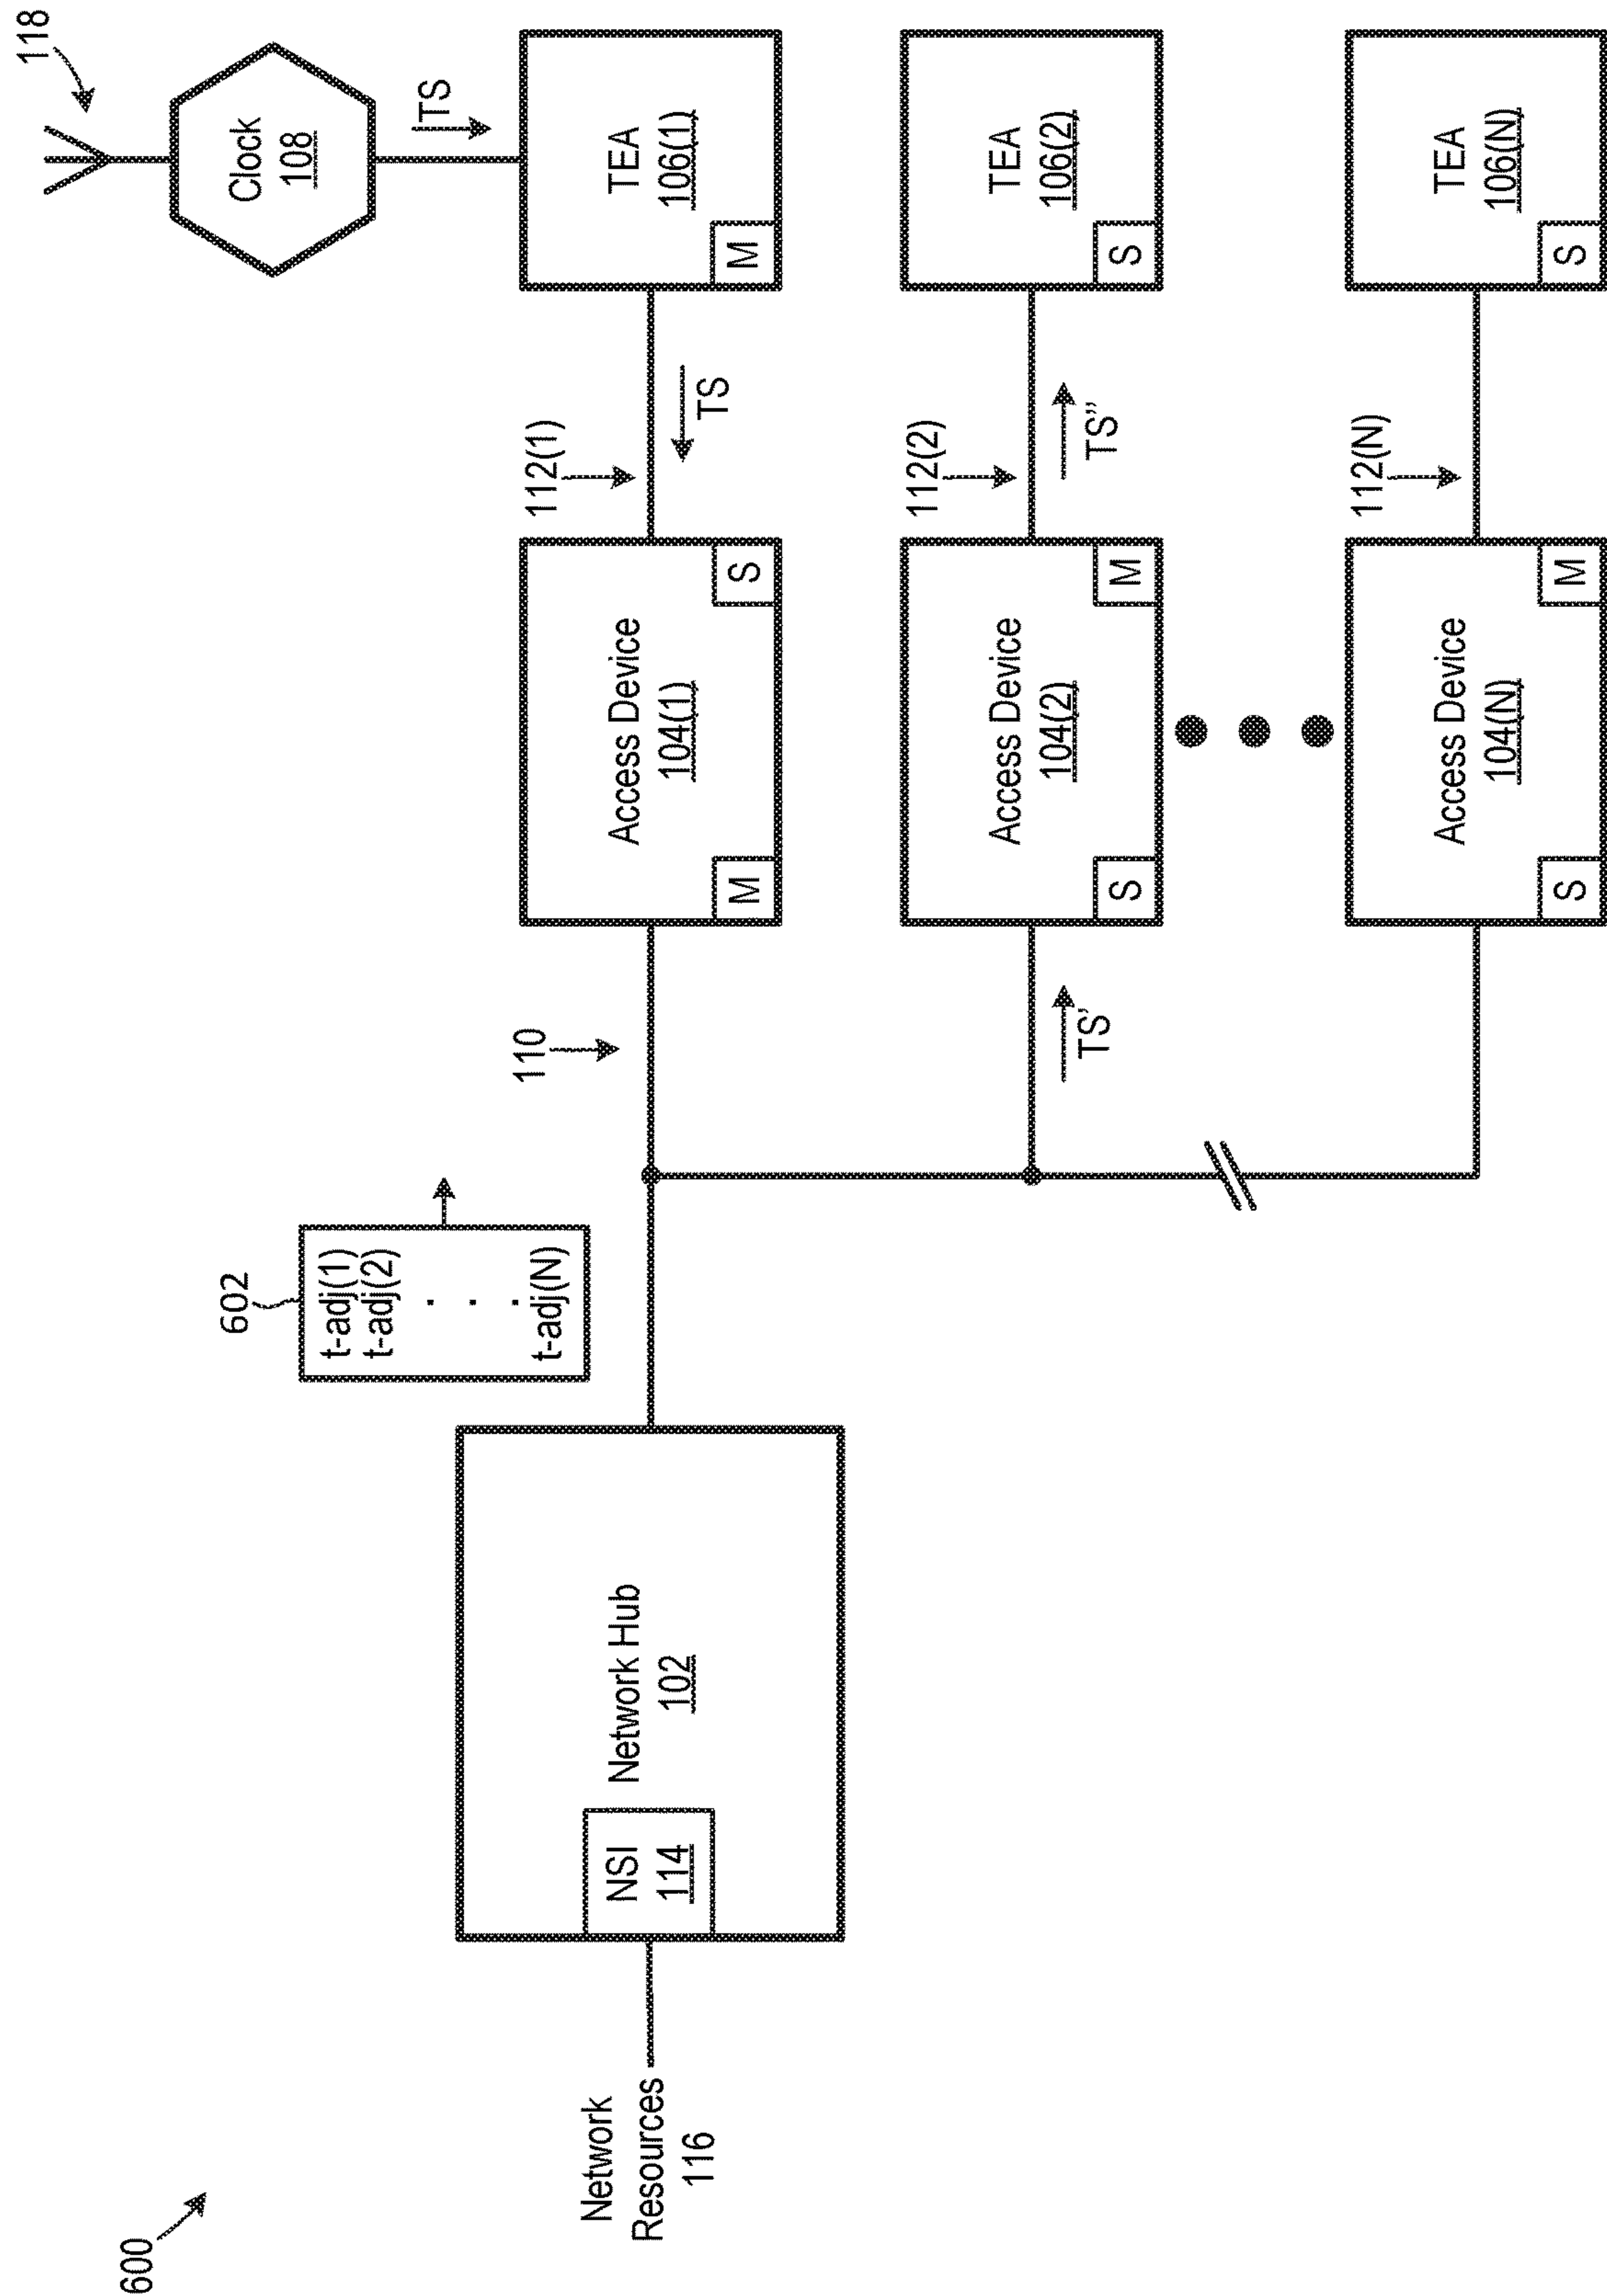 600
118
Clock
108
TS
602
t-adj(1)
t-adj(2)
.
.
.
t-adj(N)
Network
Resources
116
NSI
114
Network Hub
102
110
Access Device
104(1)
M
S
112(1)
TS
TEA
106(1)
M
TS'
Access Device
104(2)
S
M
112(2)
TS''
TEA
106(2)
S
Access Device
104(N)
S
M
112(N)
TEA
106(N)
S